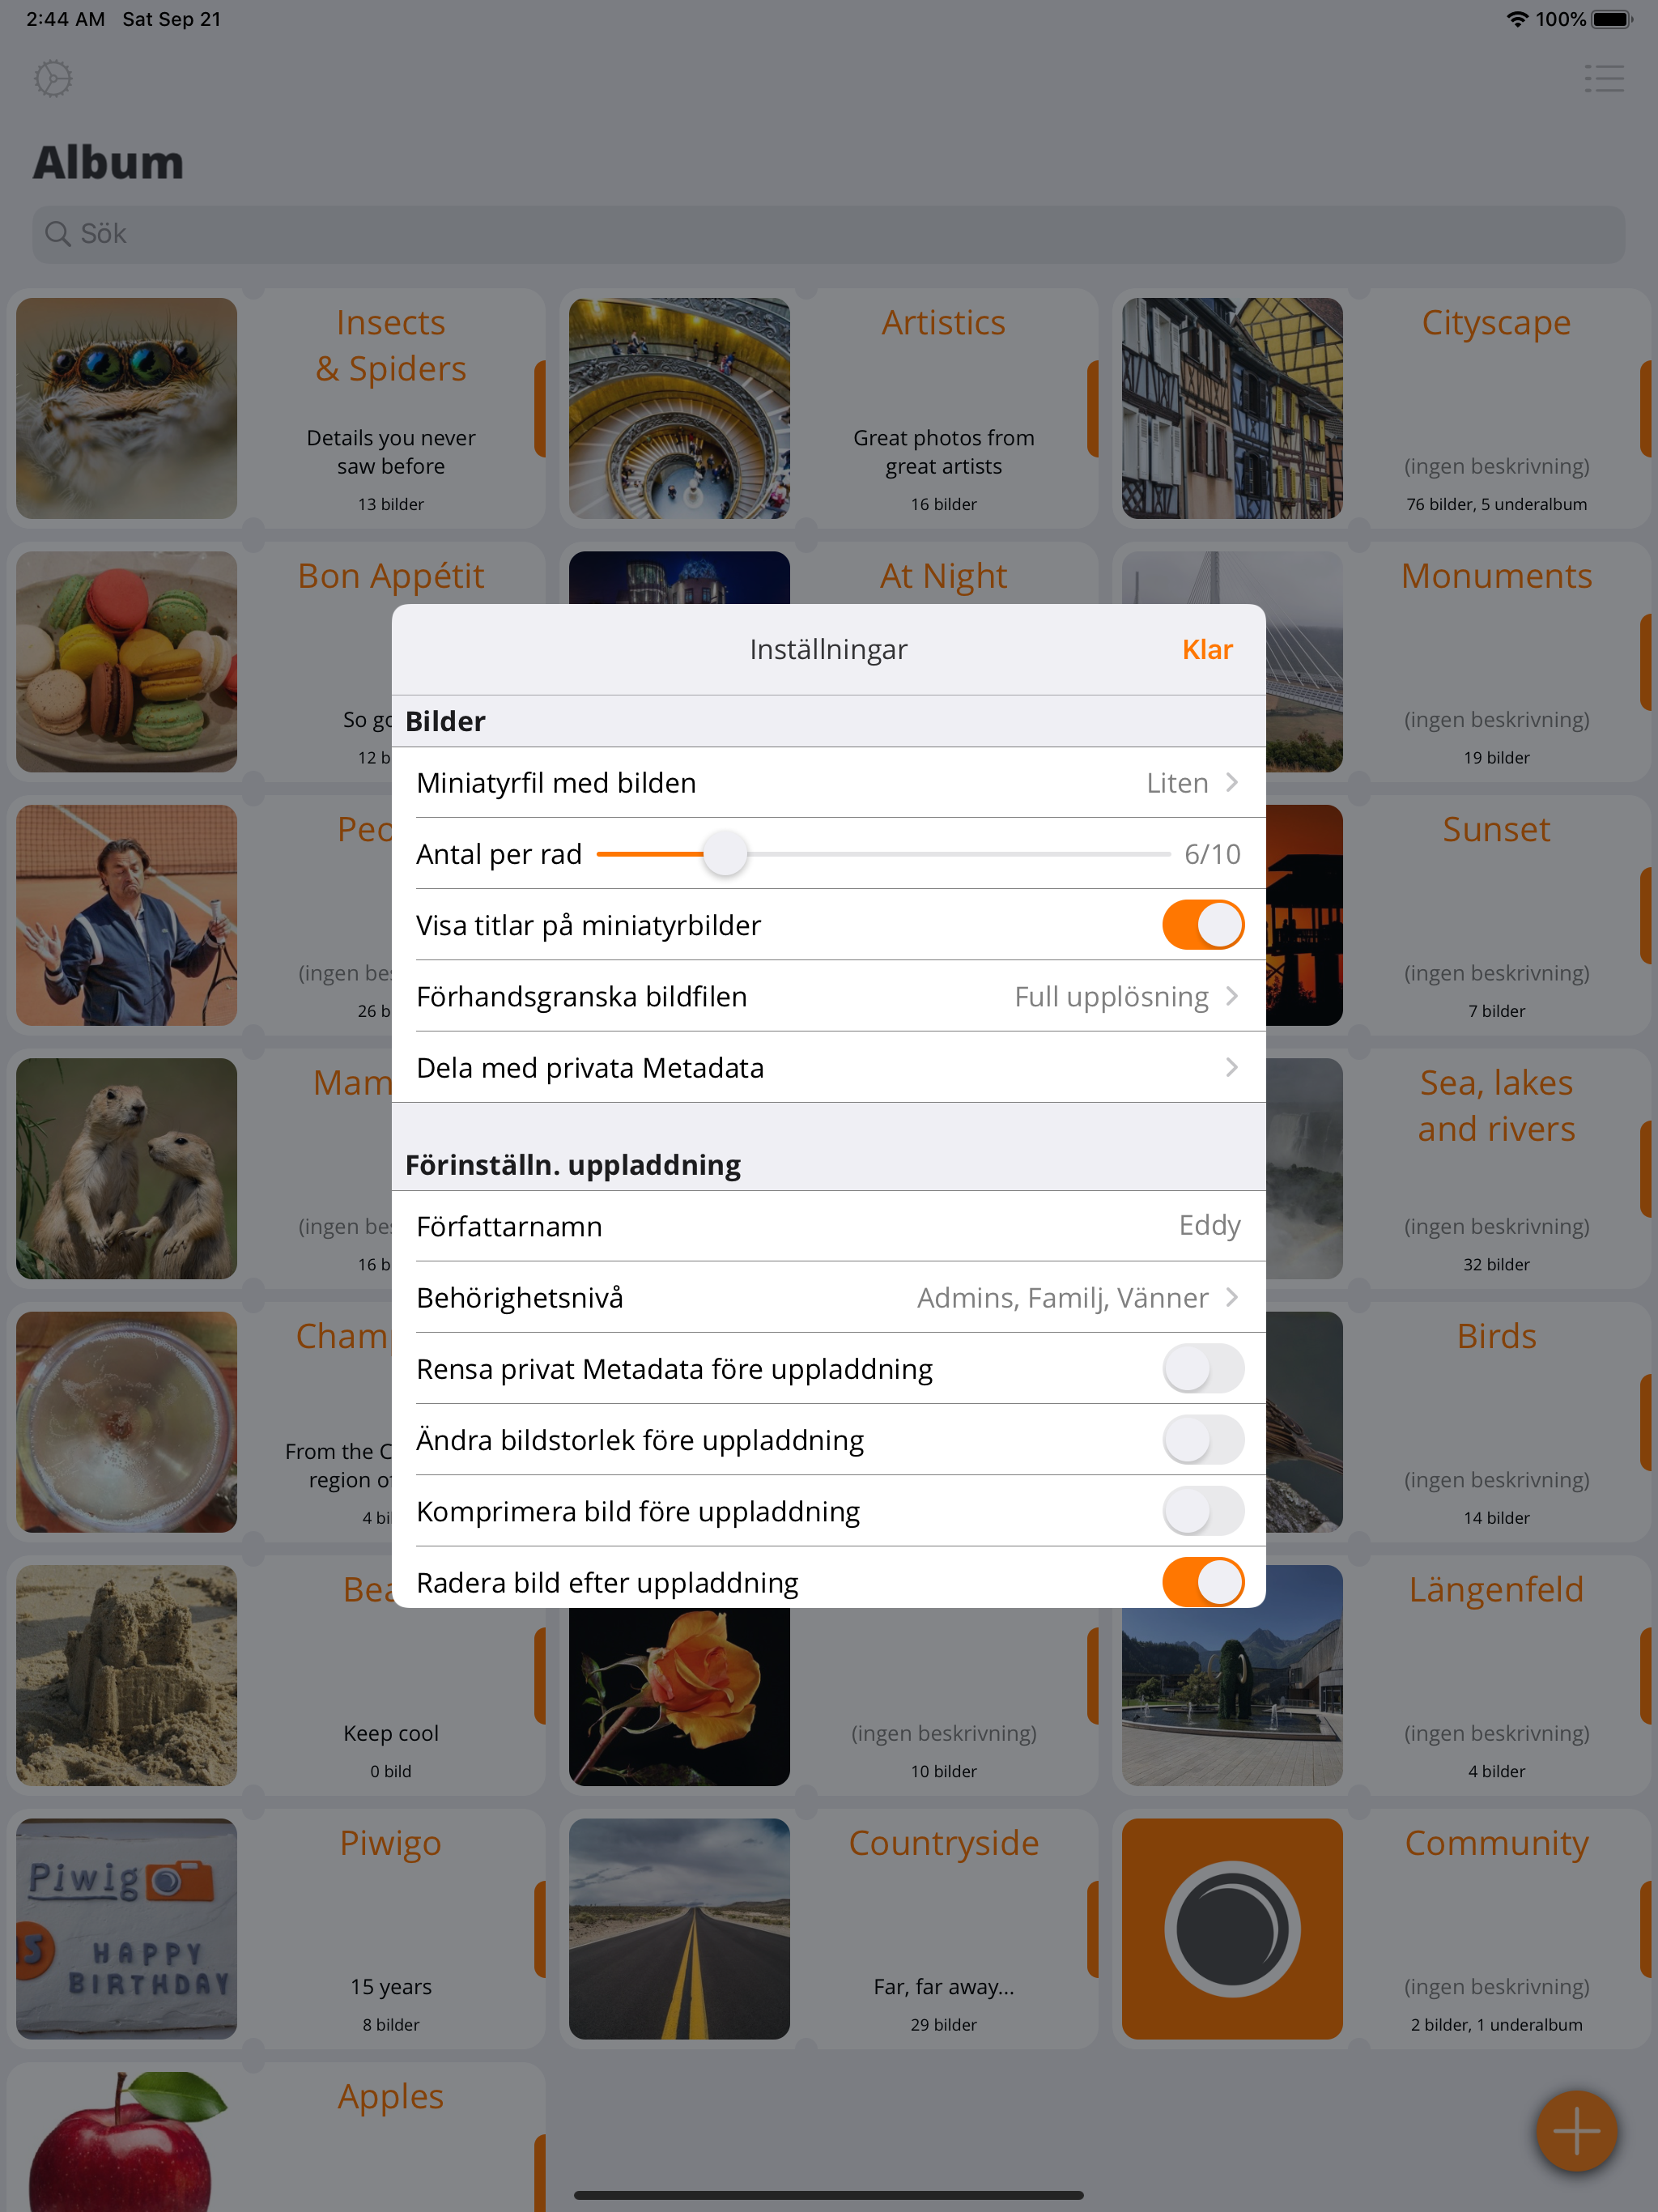 2:44 AM Sat Sep 21
100%
Album
Sök
Insects
& Spiders
Details you never
saw before
13 bilder
Artistics
Great photos from
great artists
16 bilder
Cityscape
(ingen beskrivning)
76 bilder, 5 underalbum
Bon Appétit
So go
12 b
At Night
Monuments
(ingen beskrivning)
19 bilder
Inställningar
Klar
Bilder
Miniatyrfil med bilden
Liten
Antal per rad
6/10
Visa titlar på miniatyrbilder
Förhandsgranska bildfilen
Full upplösning
Dela med privata Metadata
Förinställn. uppladdning
Författarnamn
Eddy
Behörighetsnivå
Admins, Familj, Vänner
Rensa privat Metadata före uppladdning
Ändra bildstorlek före uppladdning
Komprimera bild före uppladdning
Radera bild efter uppladdning
Peo
(ingen bes
26 b
Sunset
(ingen beskrivning)
7 bilder
Mam
(ingen bes
16 b
Sea, lakes
and rivers
(ingen beskrivning)
32 bilder
Cham
From the C
region of
4 bi
Birds
(ingen beskrivning)
14 bilder
Bea
Keep cool
0 bild
(ingen beskrivning)
10 bilder
Längenfeld
(ingen beskrivning)
4 bilder
Piwig
15
HAPPY
BIRTHDAY
Piwigo
15 years
8 bilder
Countryside
Far, far away...
29 bilder
Community
(ingen beskrivning)
2 bilder, 1 underalbum
Apples